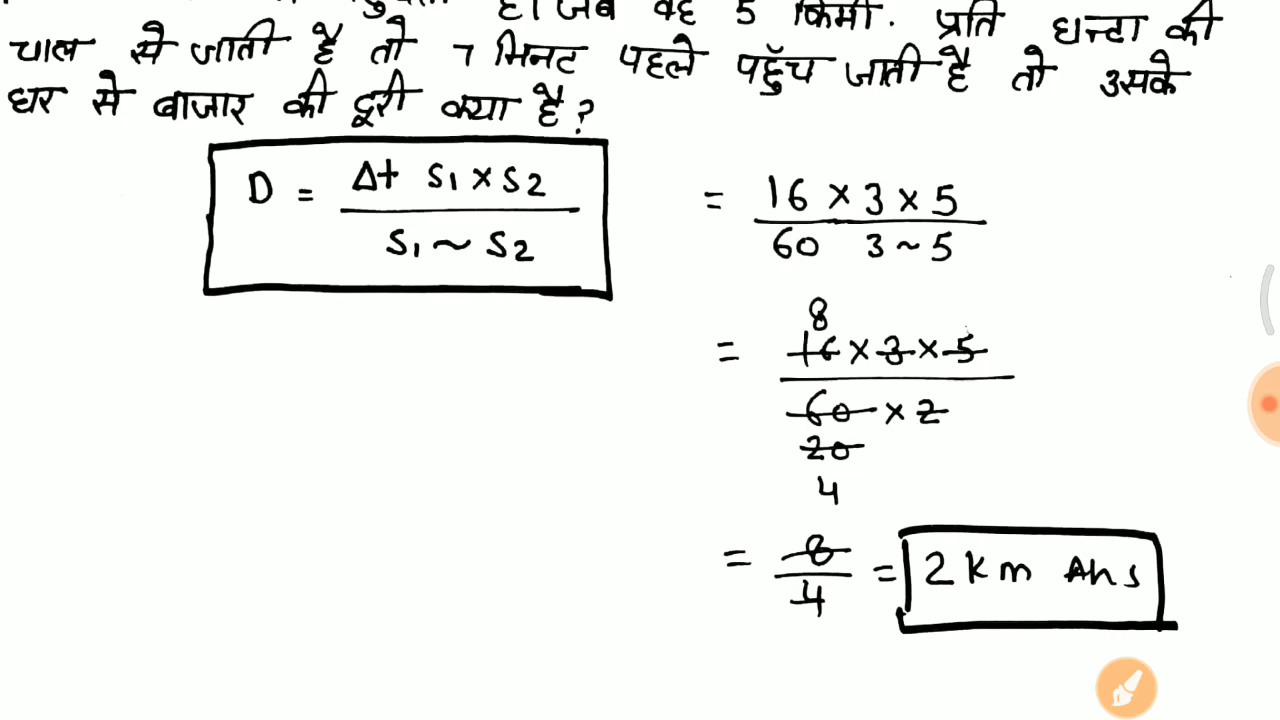 है। जब वह 5 किमी. प्रति घन्टा की
चाल से जाती है तो 7 मिनट पहले पहुँच जाती है तो उसके
घर से बाजार की दूरी क्या है?
D = Δt S1 × S2 / S1 ~ S2
= 16 × 3 × 5 / 60 3 ~ 5
8
= 16 × 3 × 5 / 60 × 2
20
4
= 8 / 4 = 2 Km Ans